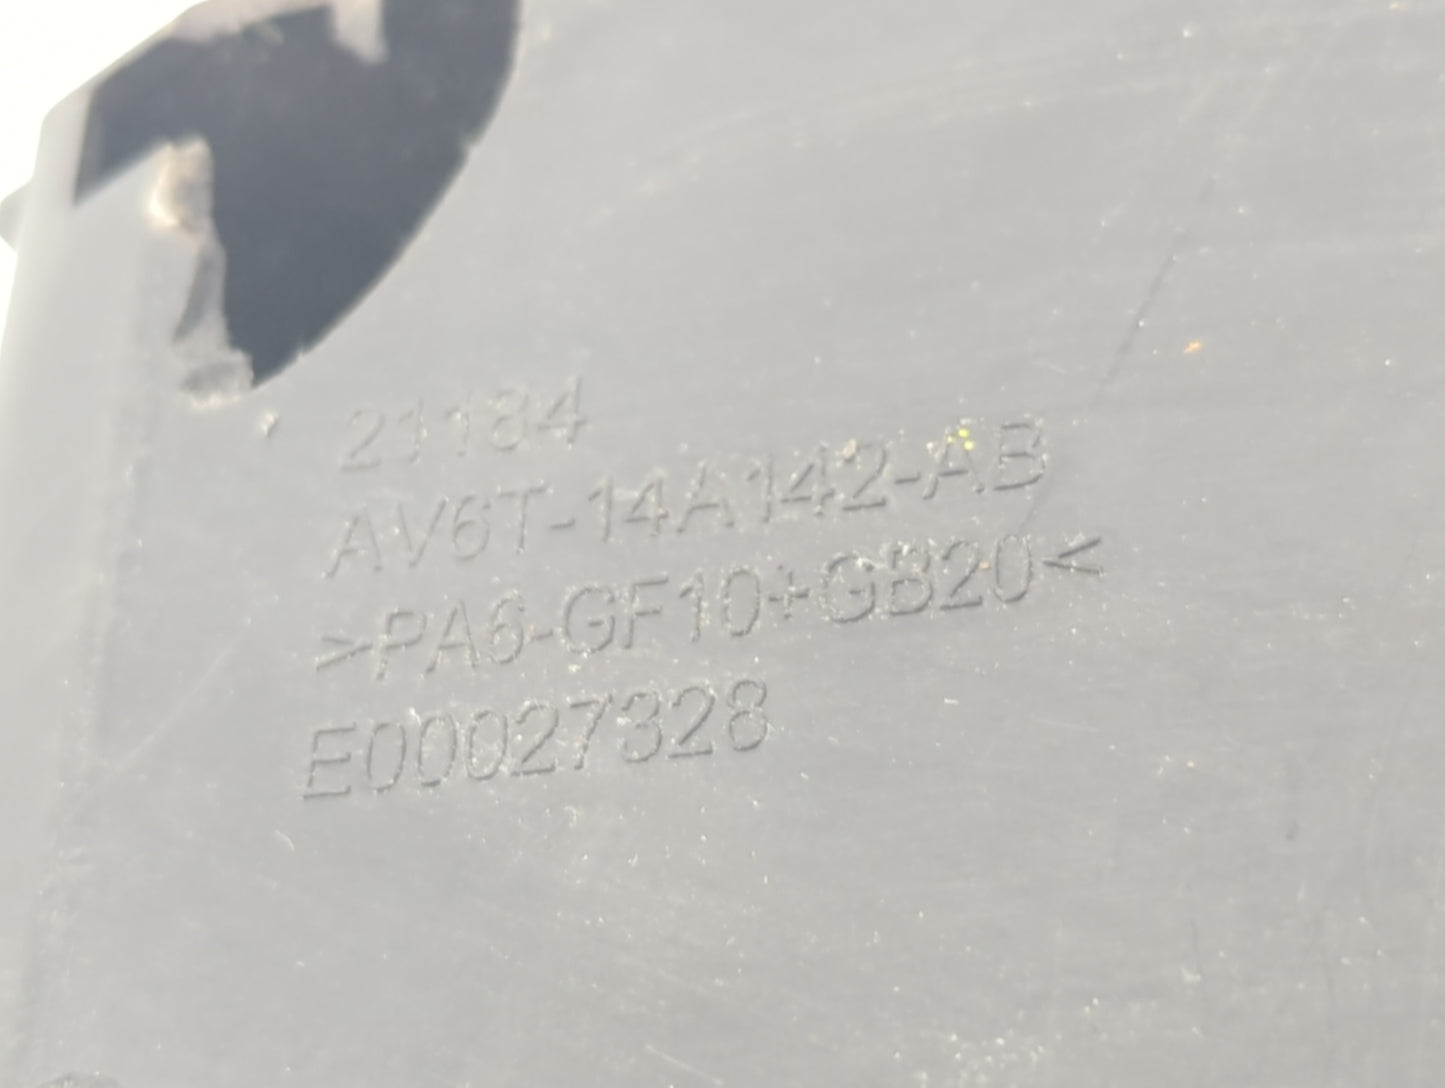 21184
AV6T-14A142-AB
>PA6-GF10+GB20<
E00027328